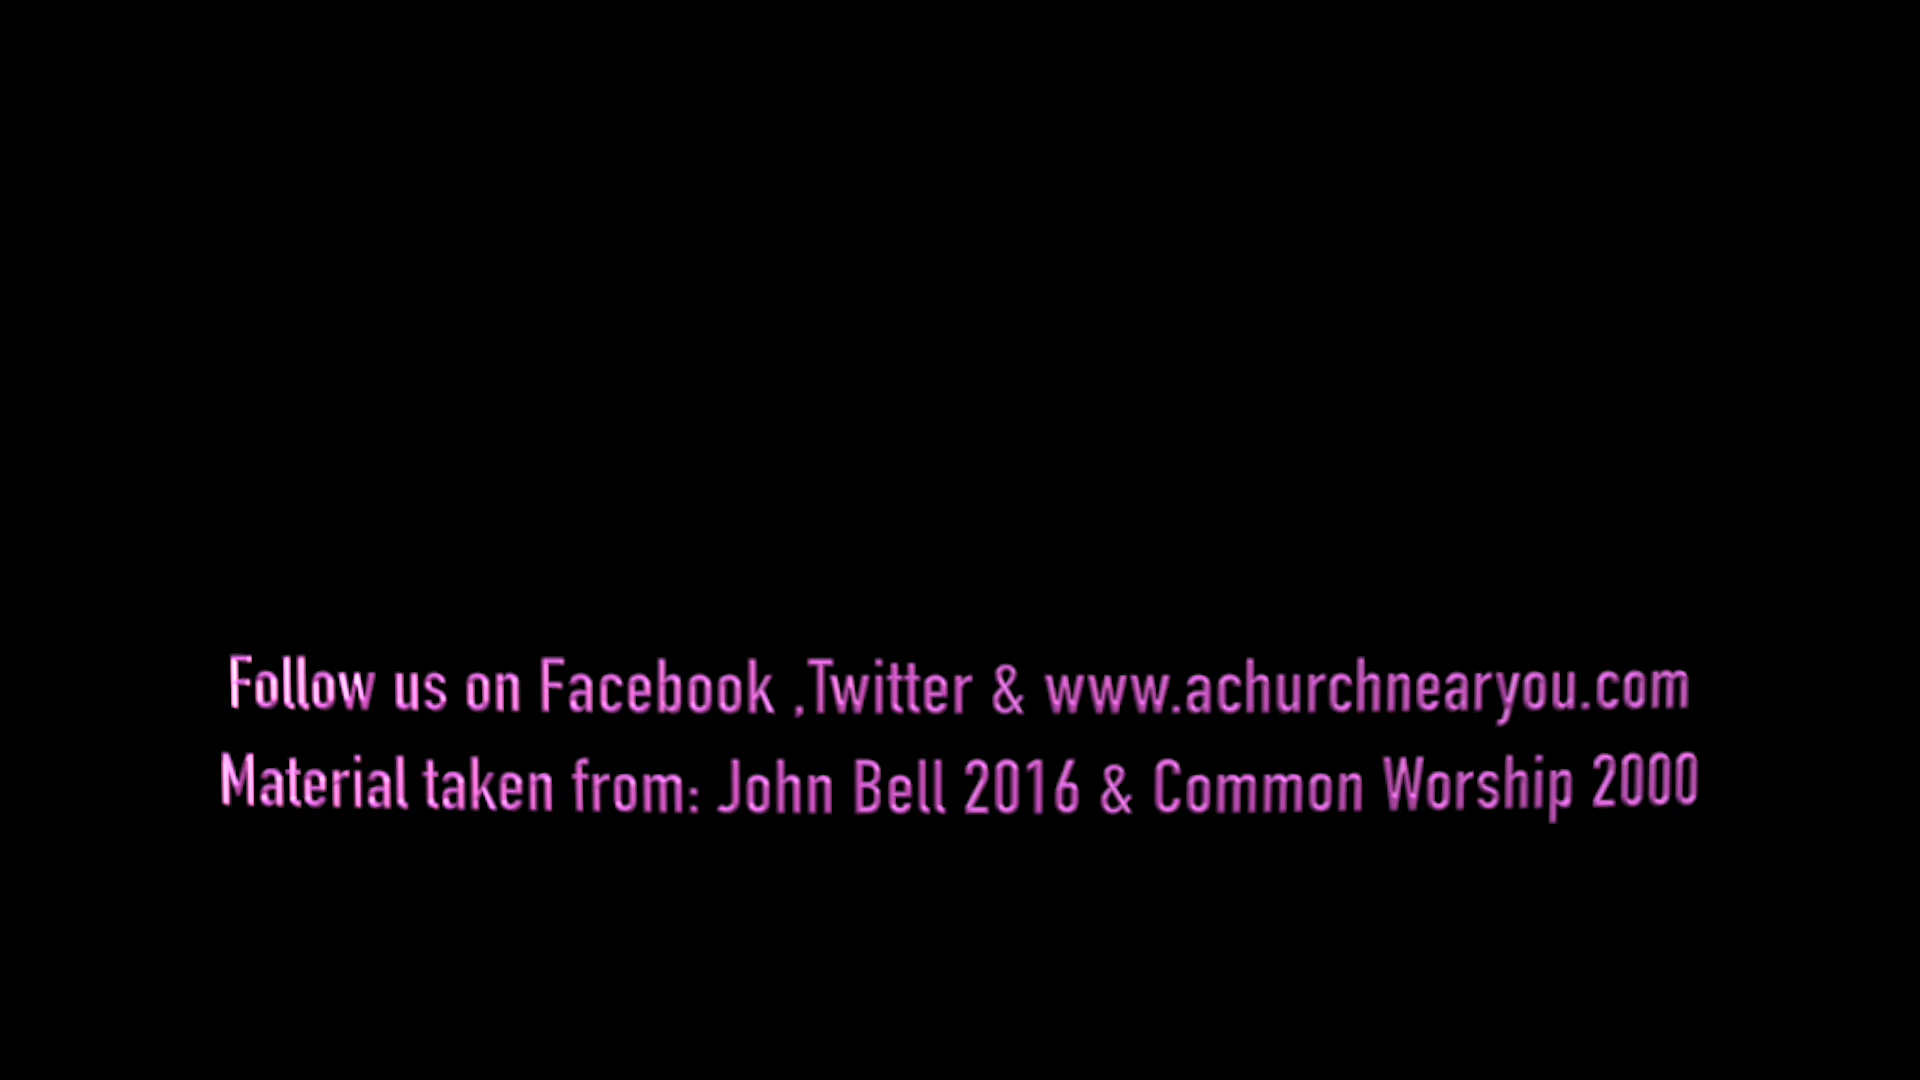 Follow us on Facebook ,Twitter & www.achurchnearyou.com
Material taken from: John Bell 2016 & Common Worship 2000